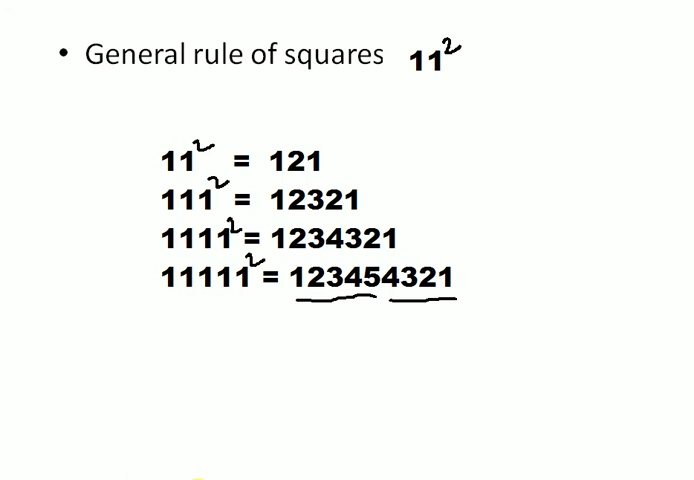 • General rule of squares 11²
11² = 121
111² = 12321
1111² = 1234321
11111² = 123454321